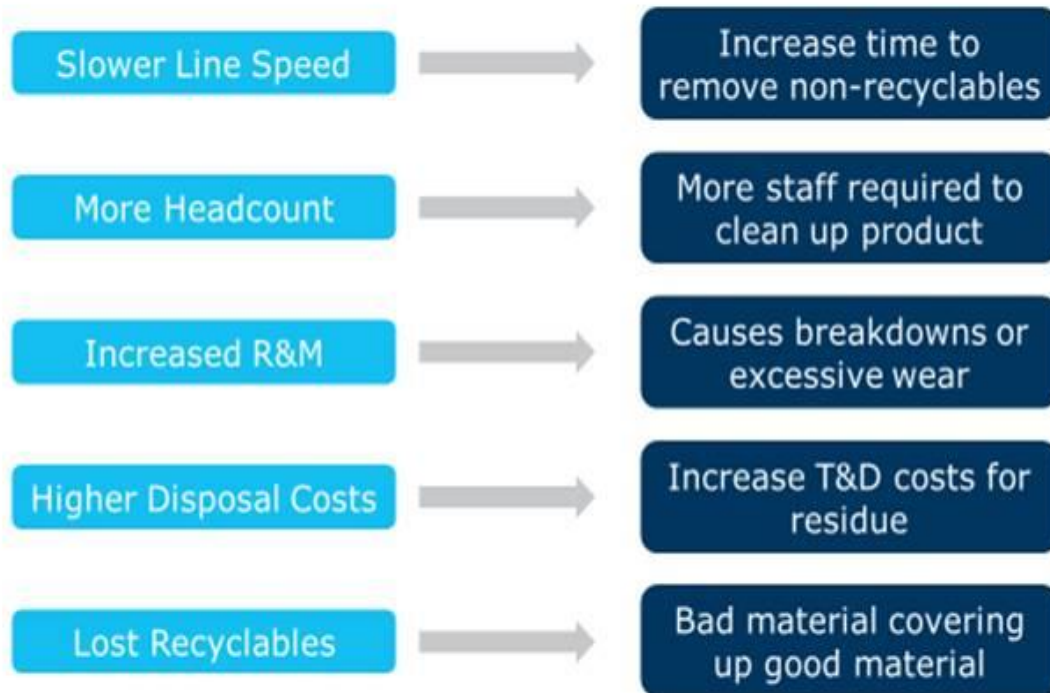 Slower Line Speed
Increase time to
remove non-recyclables
More Headcount
More staff required to
clean up product
Increased R&M
Causes breakdowns or
excessive wear
Higher Disposal Costs
Increase T&D costs for
residue
Lost Recyclables
Bad material covering
up good material